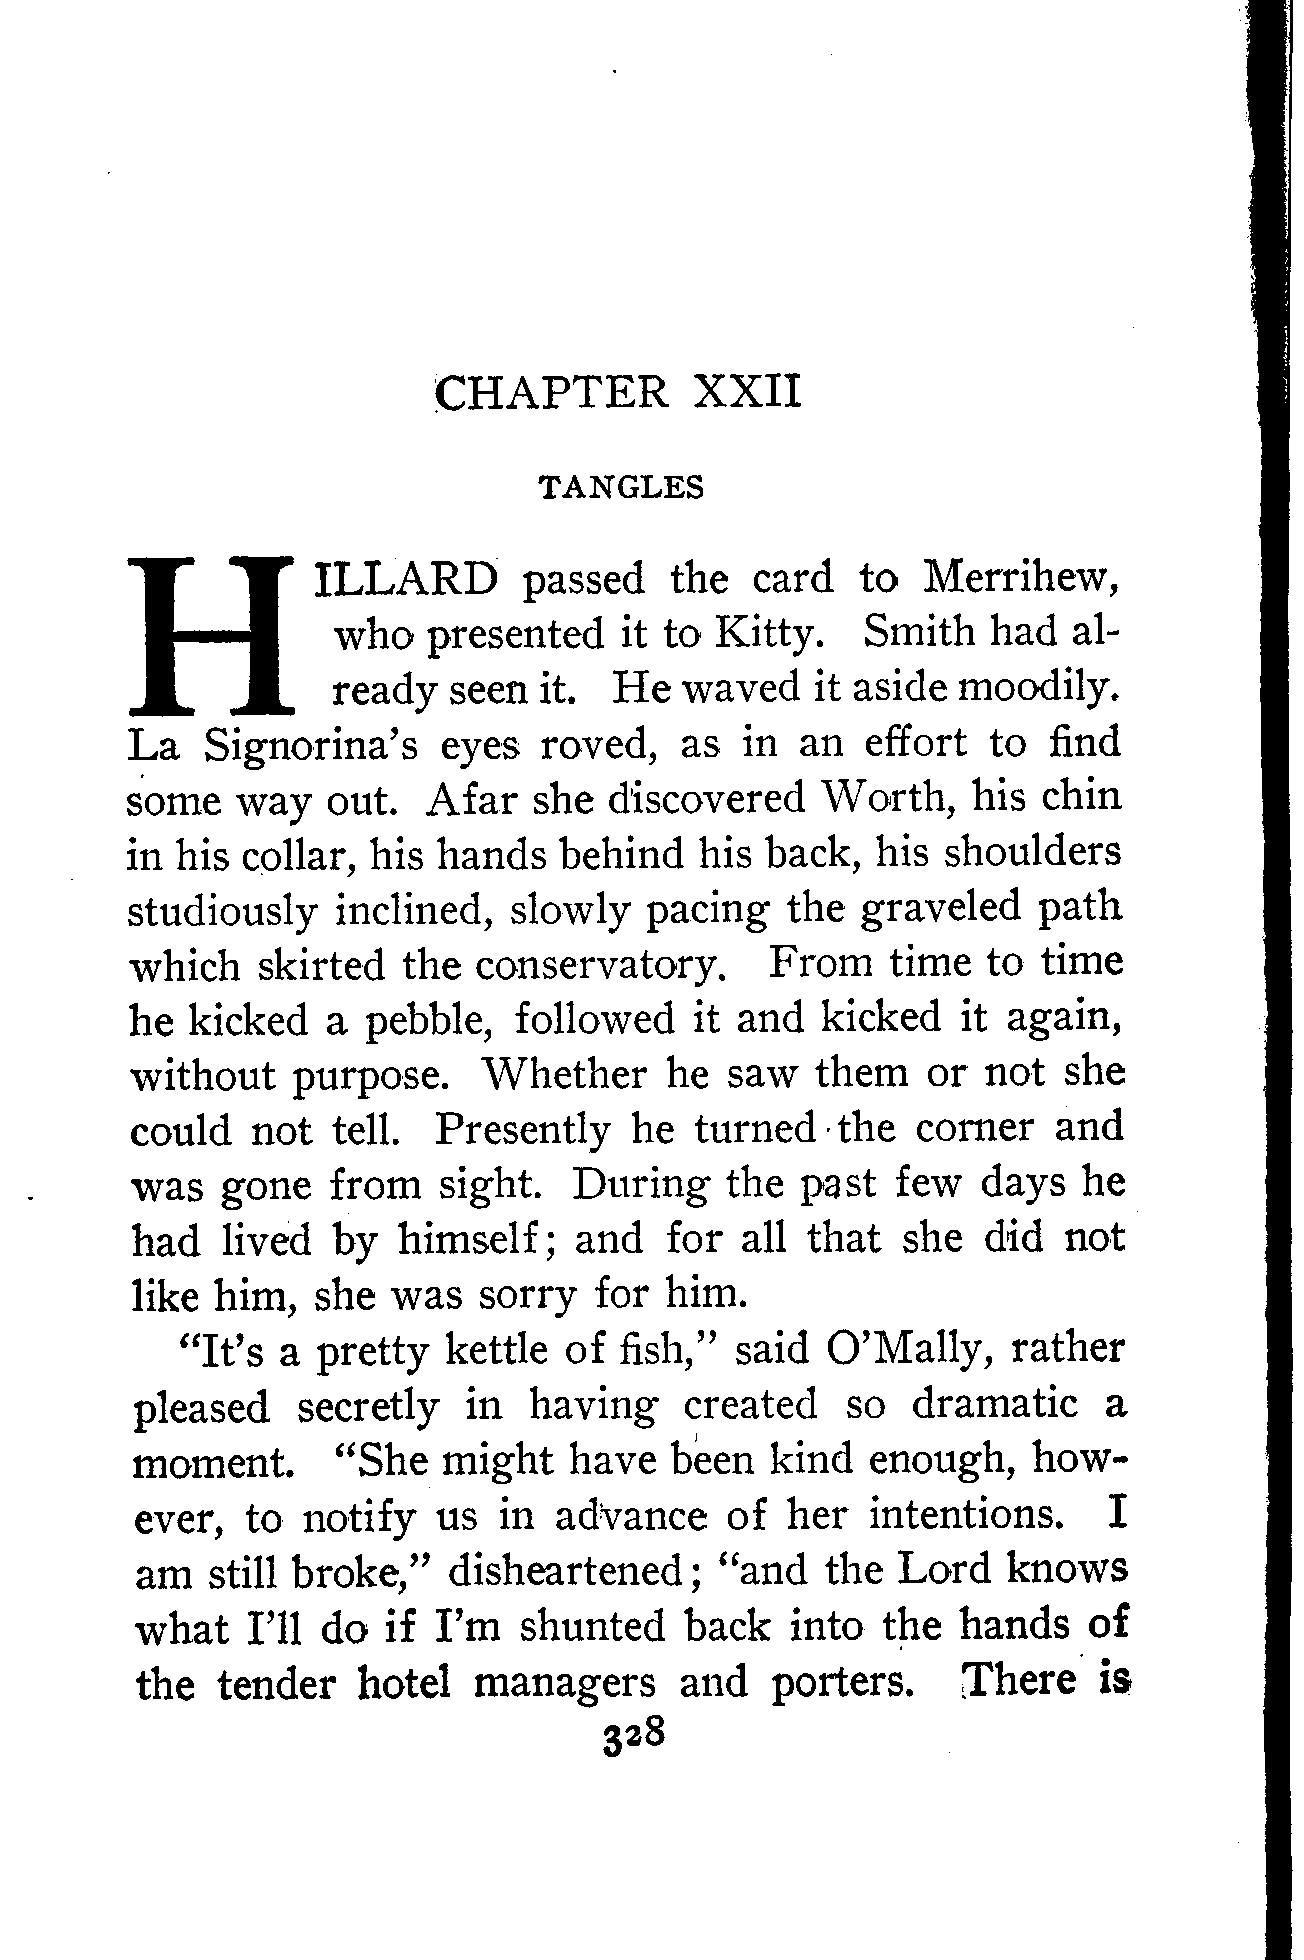 CHAPTER XXII
TANGLES
HILLARD passed the card to Merrihew,
who presented it to Kitty. Smith had al-
ready seen it. He waved it aside moodily.
La Signorina's eyes roved, as in an effort to find
some way out. Afar she discovered Worth, his chin
in his collar, his hands behind his back, his shoulders
studiously inclined, slowly pacing the graveled path
which skirted the conservatory. From time to time
he kicked a pebble, followed it and kicked it again,
without purpose. Whether he saw them or not she
could not tell. Presently he turned the corner and
was gone from sight. During the past few days he
had lived by himself; and for all that she did not
like him, she was sorry for him.
"It's a pretty kettle of fish," said O'Mally, rather
pleased secretly in having created so dramatic a
moment. "She might have been kind enough, how-
ever, to notify us in advance of her intentions. I
am still broke," disheartened; "and the Lord knows
what I'll do if I'm shunted back into the hands of
the tender hotel managers and porters. There is
328